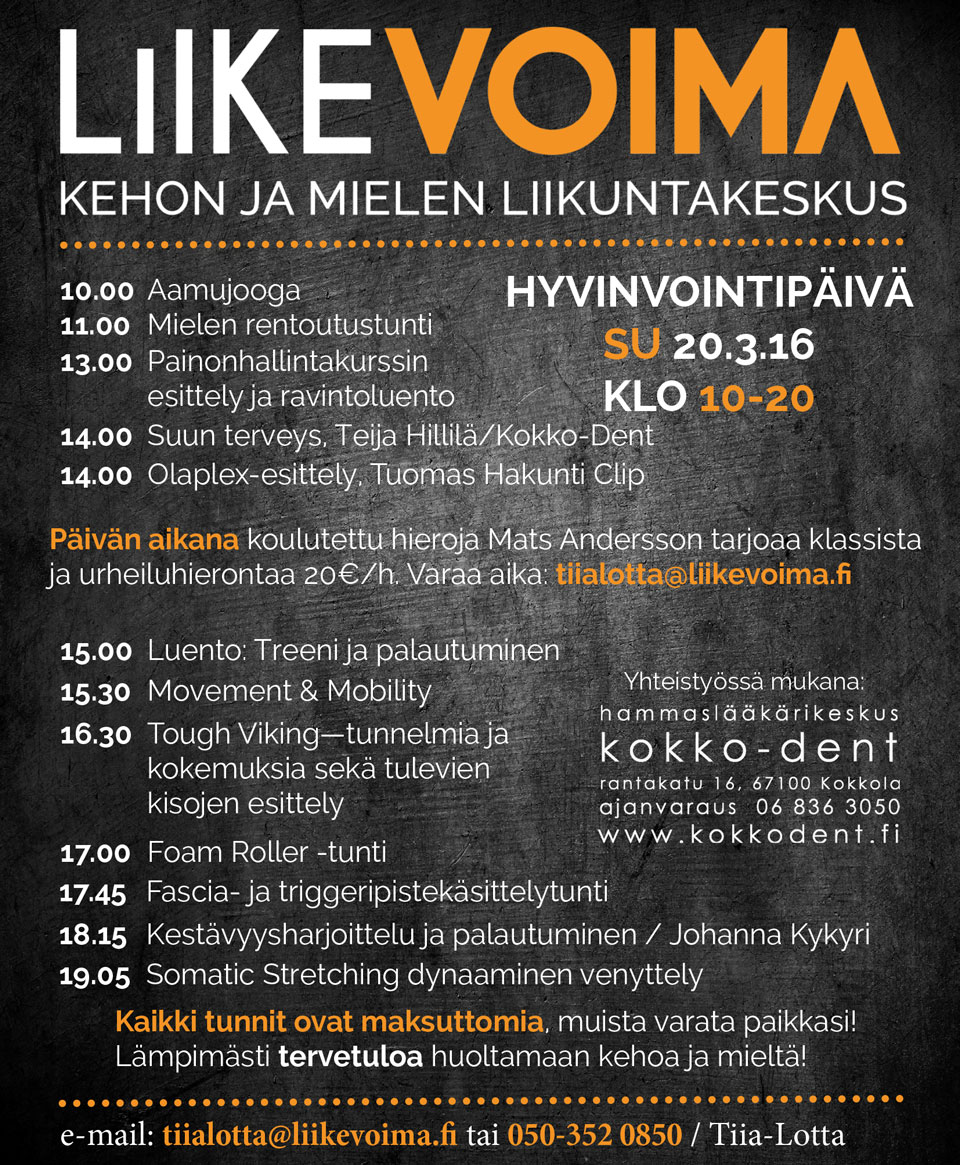 LIIKEVOIMA
KEHON JA MIELEN LIIKUNTAKESKUS
HYVINVOINTIPÄIVÄ
SU 20.3.16
KLO 10-20
10.00 Aamujooga
11.00 Mielen rentoutustunti
13.00 Painonhallintakurssin
esittely ja ravintoluento
14.00 Suun terveys, Teija Hillilä/Kokko-Dent
14.00 Olaplex-esittely, Tuomas Hakunti Clip
Päivän aikana koulutettu hieroja Mats Andersson tarjoaa klassista
ja urheiluhierontaa 20€/h. Varaa aika: tiialotta@liikevoima.fi
15.00 Luento: Treeni ja palautuminen
15.30 Movement & Mobility
16.30 Tough Viking—tunnelmia ja
kokemuksia sekä tulevien
kisojen esittely
Yhteistyössä mukana:
hammaslääkärikeskus
kokko-dent
rantakatu 16, 67100 Kokkola
ajanvaraus 06 836 3050
www.kokkodent.fi
17.00 Foam Roller -tunti
17.45 Fascia- ja triggeripistekäsittelytunti
18.15 Kestävyysharjoittelu ja palautuminen / Johanna Kykyri
19.05 Somatic Stretching dynaaminen venyttely
Kaikki tunnit ovat maksuttomia, muista varata paikkasi!
Lämpimästi tervetuloa huoltamaan kehoa ja mieltä!
e-mail: tiialotta@liikevoima.fi tai 050-352 0850 / Tiia-Lotta